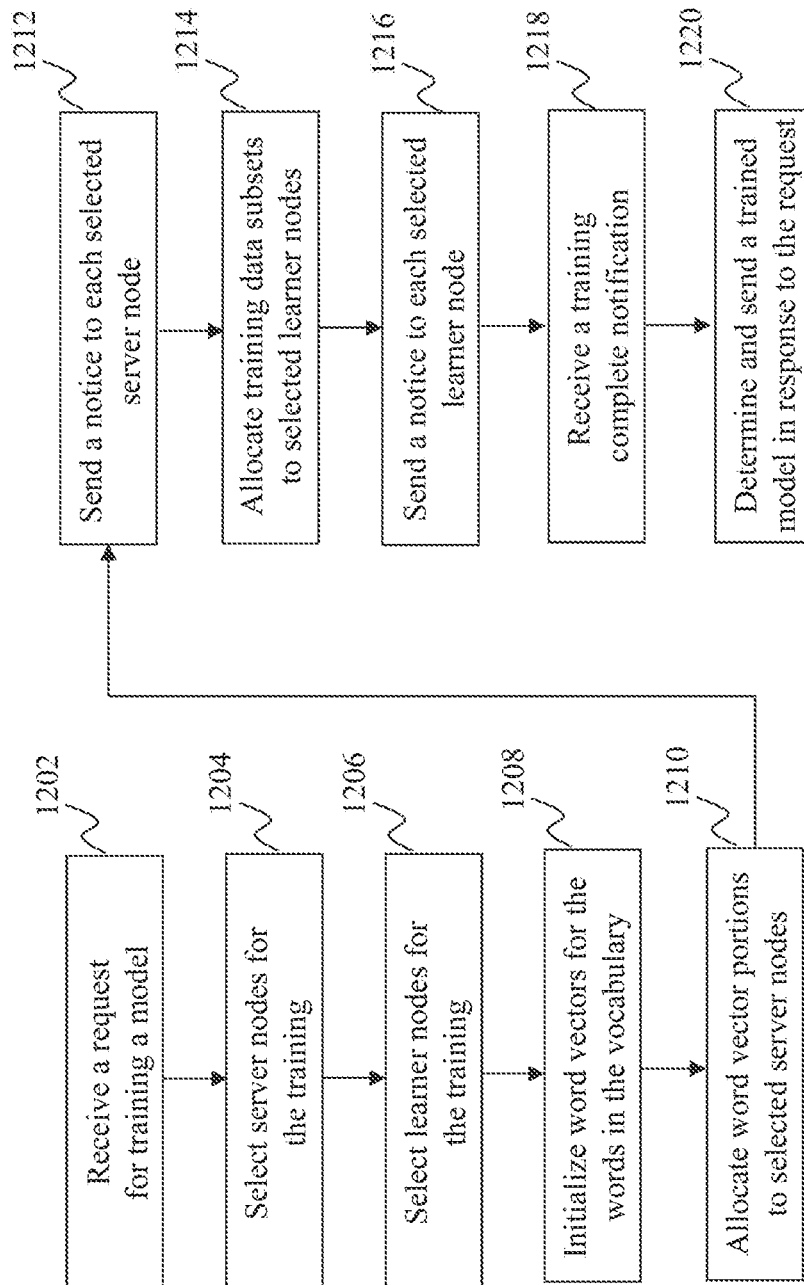 1202
Receive a request
for training a model
1204
Select server nodes for
the training
1206
Select learner nodes for
the training
1208
Initialize word vectors for the
words in the vocabulary
1210
Allocate word vector portions
to selected server nodes
1212
Send a notice to each selected
server node
1214
Allocate training data subsets
to selected learner nodes
1216
Send a notice to each selected
learner node
1218
Receive a training
complete notification
1220
Determine and send a trained
model in response to the request